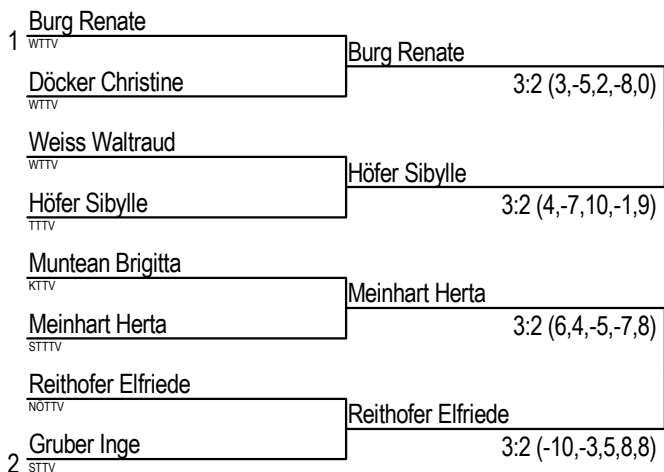 Burg Renate
1 WTTV
Burg Renate
Döcker Christine
3:2 (3,-5,2,-8,0)
WTTV
Weiss Waltraud
WTTV
Höfer Sibylle
Höfer Sibylle
3:2 (4,-7,10,-1,9)
TTTV
Muntean Brigitta
KTTV
Meinhart Herta
Meinhart Herta
3:2 (6,4,-5,-7,8)
STTTV
Reithofer Elfriede
NÖTTV
Reithofer Elfriede
Gruber Inge
3:2 (-10,-3,5,8,8)
2 STTV